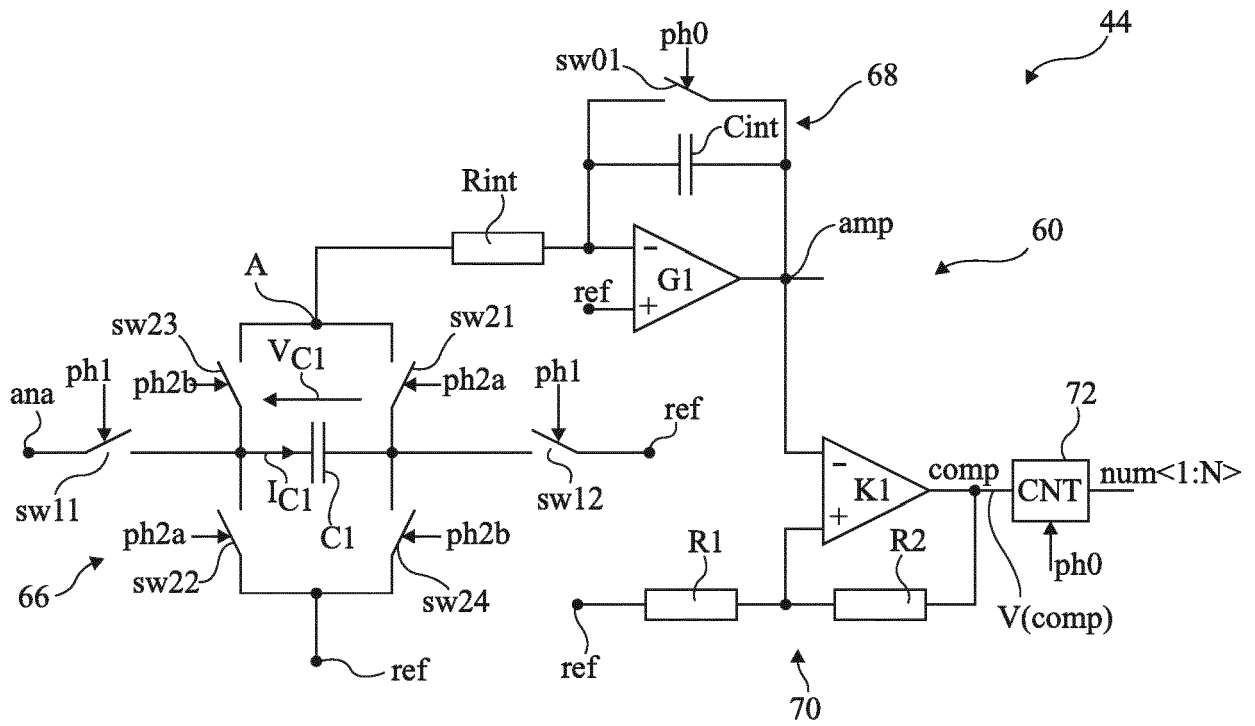 ph0
44
sw01
68
Cint
Rint
amp
60
A
G1
ref
sw23
sw21
VC1
ph1
ph2b
ph2a
ph1
ana
ref
72
comp
num<1:N>
K1
CNT
IC1
sw11
sw12
C1
ph2a
ph2b
R1
R2
ph0
sw22
66
sw24
V(comp)
ref
ref
70